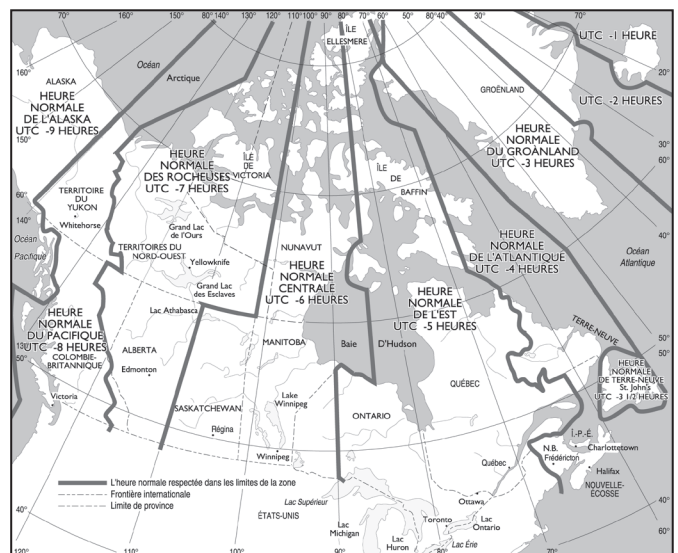 70°
160°
150°
140°
130°
120°
110°
100°
90°
80°
70°
60°
50°
80°
40°
30°
70°
ÎLE
ELLESMERE
UTC -1 HEURE
20°
UTC -2 HEURES
Océan
Arctique
160°
ALASKA
HEURE
NORMALE
DE L'ALASKA
UTC -9 HEURES
150°
GROËNLAND
HEURE
NORMALE
DU GROÀNLAND
UTC -3 HEURES
30°
60°
HEURE
NORMALE
DES ROCHEUSES
UTC -7 HEURES
ÎLE
DE
VICTORIA
ÎLE
DE
BAFFIN
60°
140°
TERRITOIRE
DU
YUKON
Whitehorse
Océan
Pacifique
Grand Lac
de l'Ours
TERRITOIRES DU
NORD-OUEST
Yellowknife
Grand Lac
des Esclaves
NUNAVUT
HEURE
NORMALE
CENTRALE
UTC -6 HEURES
HEURE
NORMALE
DE L'ATLANTIQUE
UTC -4 HEURES
40°
Océan
Atlantique
HEURE
NORMALE
DE L'EST
UTC -5 HEURES
HEURE
NORMALE
DU PACIFIQUE
UTC -8 HEURES
COLOMBIE-
BRITANNIQUE
50°
Lac Athabasca
ALBERTA
Edmonton
MANITOBA
Baie
D'Hudson
TERRE-NEUVE
50°
50°
HEURE
NORMALE
DE TERRE-NEUVE
St. John's
UTC -3 1/2 HEURES
Victoria
SASKATCHEWAN
Régina
Lake
Winnipeg
Winnipeg
ONTARIO
QUÉBEC
Québec
N.B.
Frédéricton
Î.-P.-É.
Charlottetown
Halifax
NOUVELLE-
ÉCOSSE
L'heure normale respectée dans les limites de la zone
Frontière internationale
Limite de province
40°
ÉTATS-UNIS
Lac Supérieur
Lac
Michigan
Lac
Huron
Toronto
Ottawa
Lac
Ontario
Lac Érie
40°
60°
120°
110°
100°
90°
80°
70°